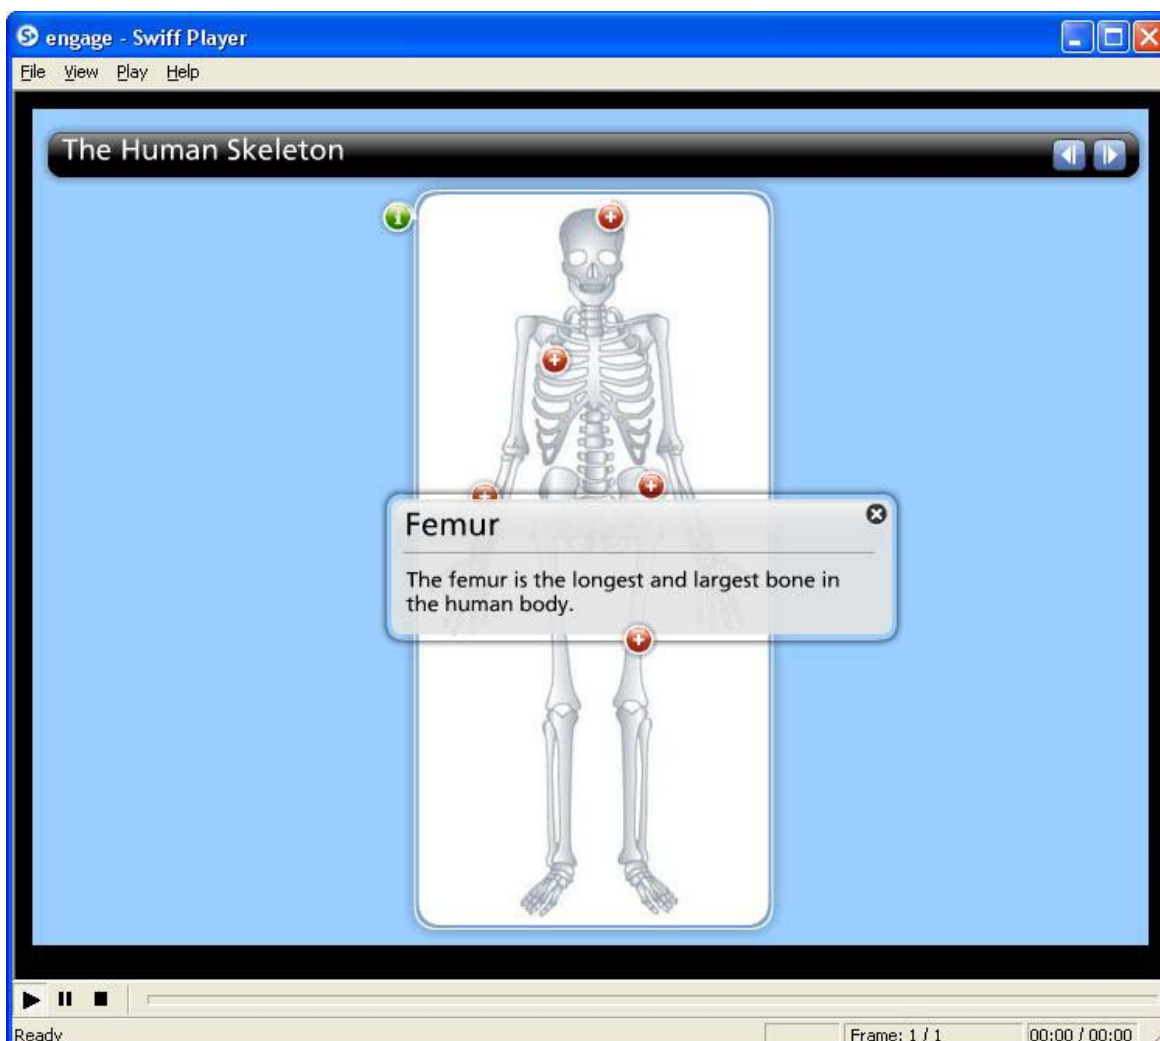 engage - Swiff Player
File View Play Help
The Human Skeleton
Femur
The femur is the longest and largest bone in
the human body.
Ready
Frame: 1 / 1
00:00 / 00:00